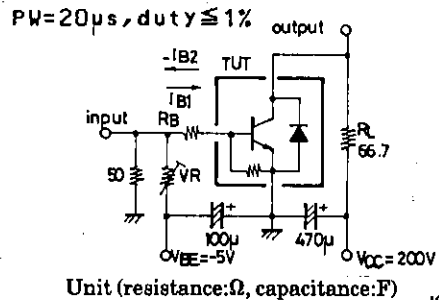 PW=20μs,duty≦1%
output
-IB2
TUT
IB1
input
RB
RL
66.7
50
VR
100μ
470μ
VBE=-5V
VCC=200V
Unit (resistance:Ω, capacitance:F)